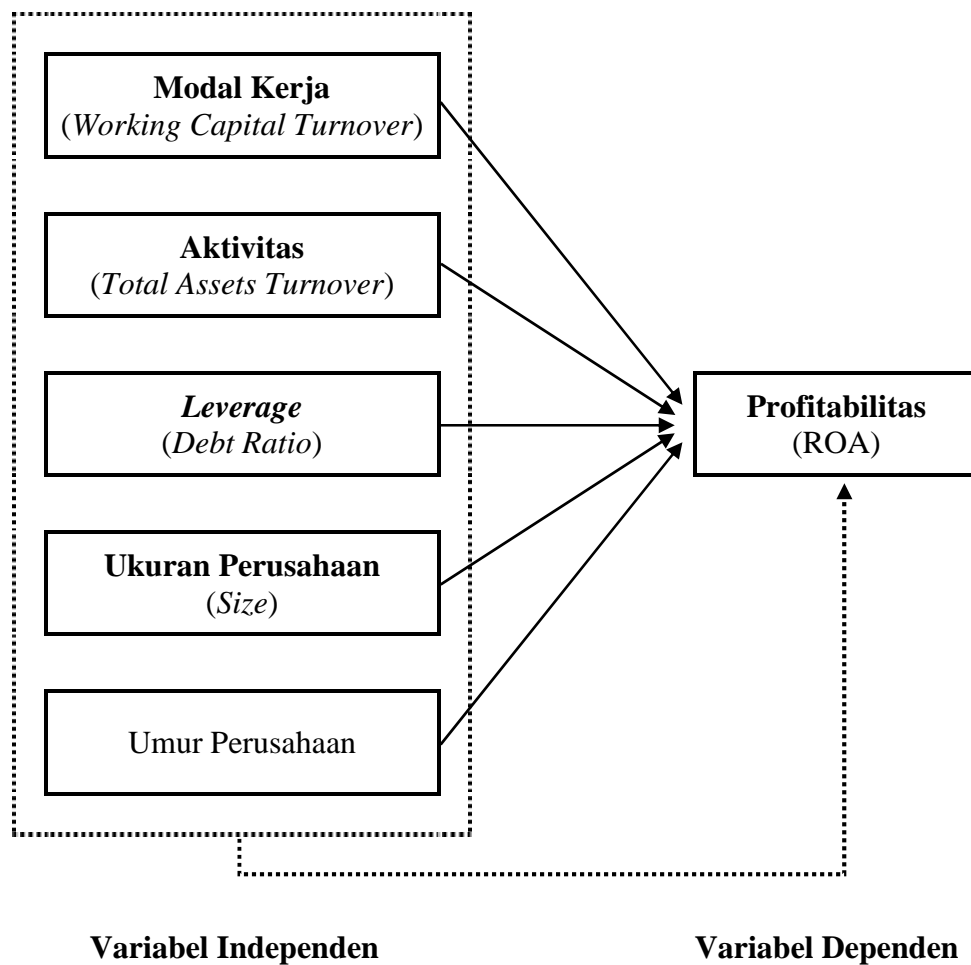 Modal Kerja
(Working Capital Turnover)
Aktivitas
(Total Assets Turnover)
Leverage
(Debt Ratio)
Ukuran Perusahaan
(Size)
Umur Perusahaan
Profitabilitas
(ROA)
Variabel Independen
Variabel Dependen